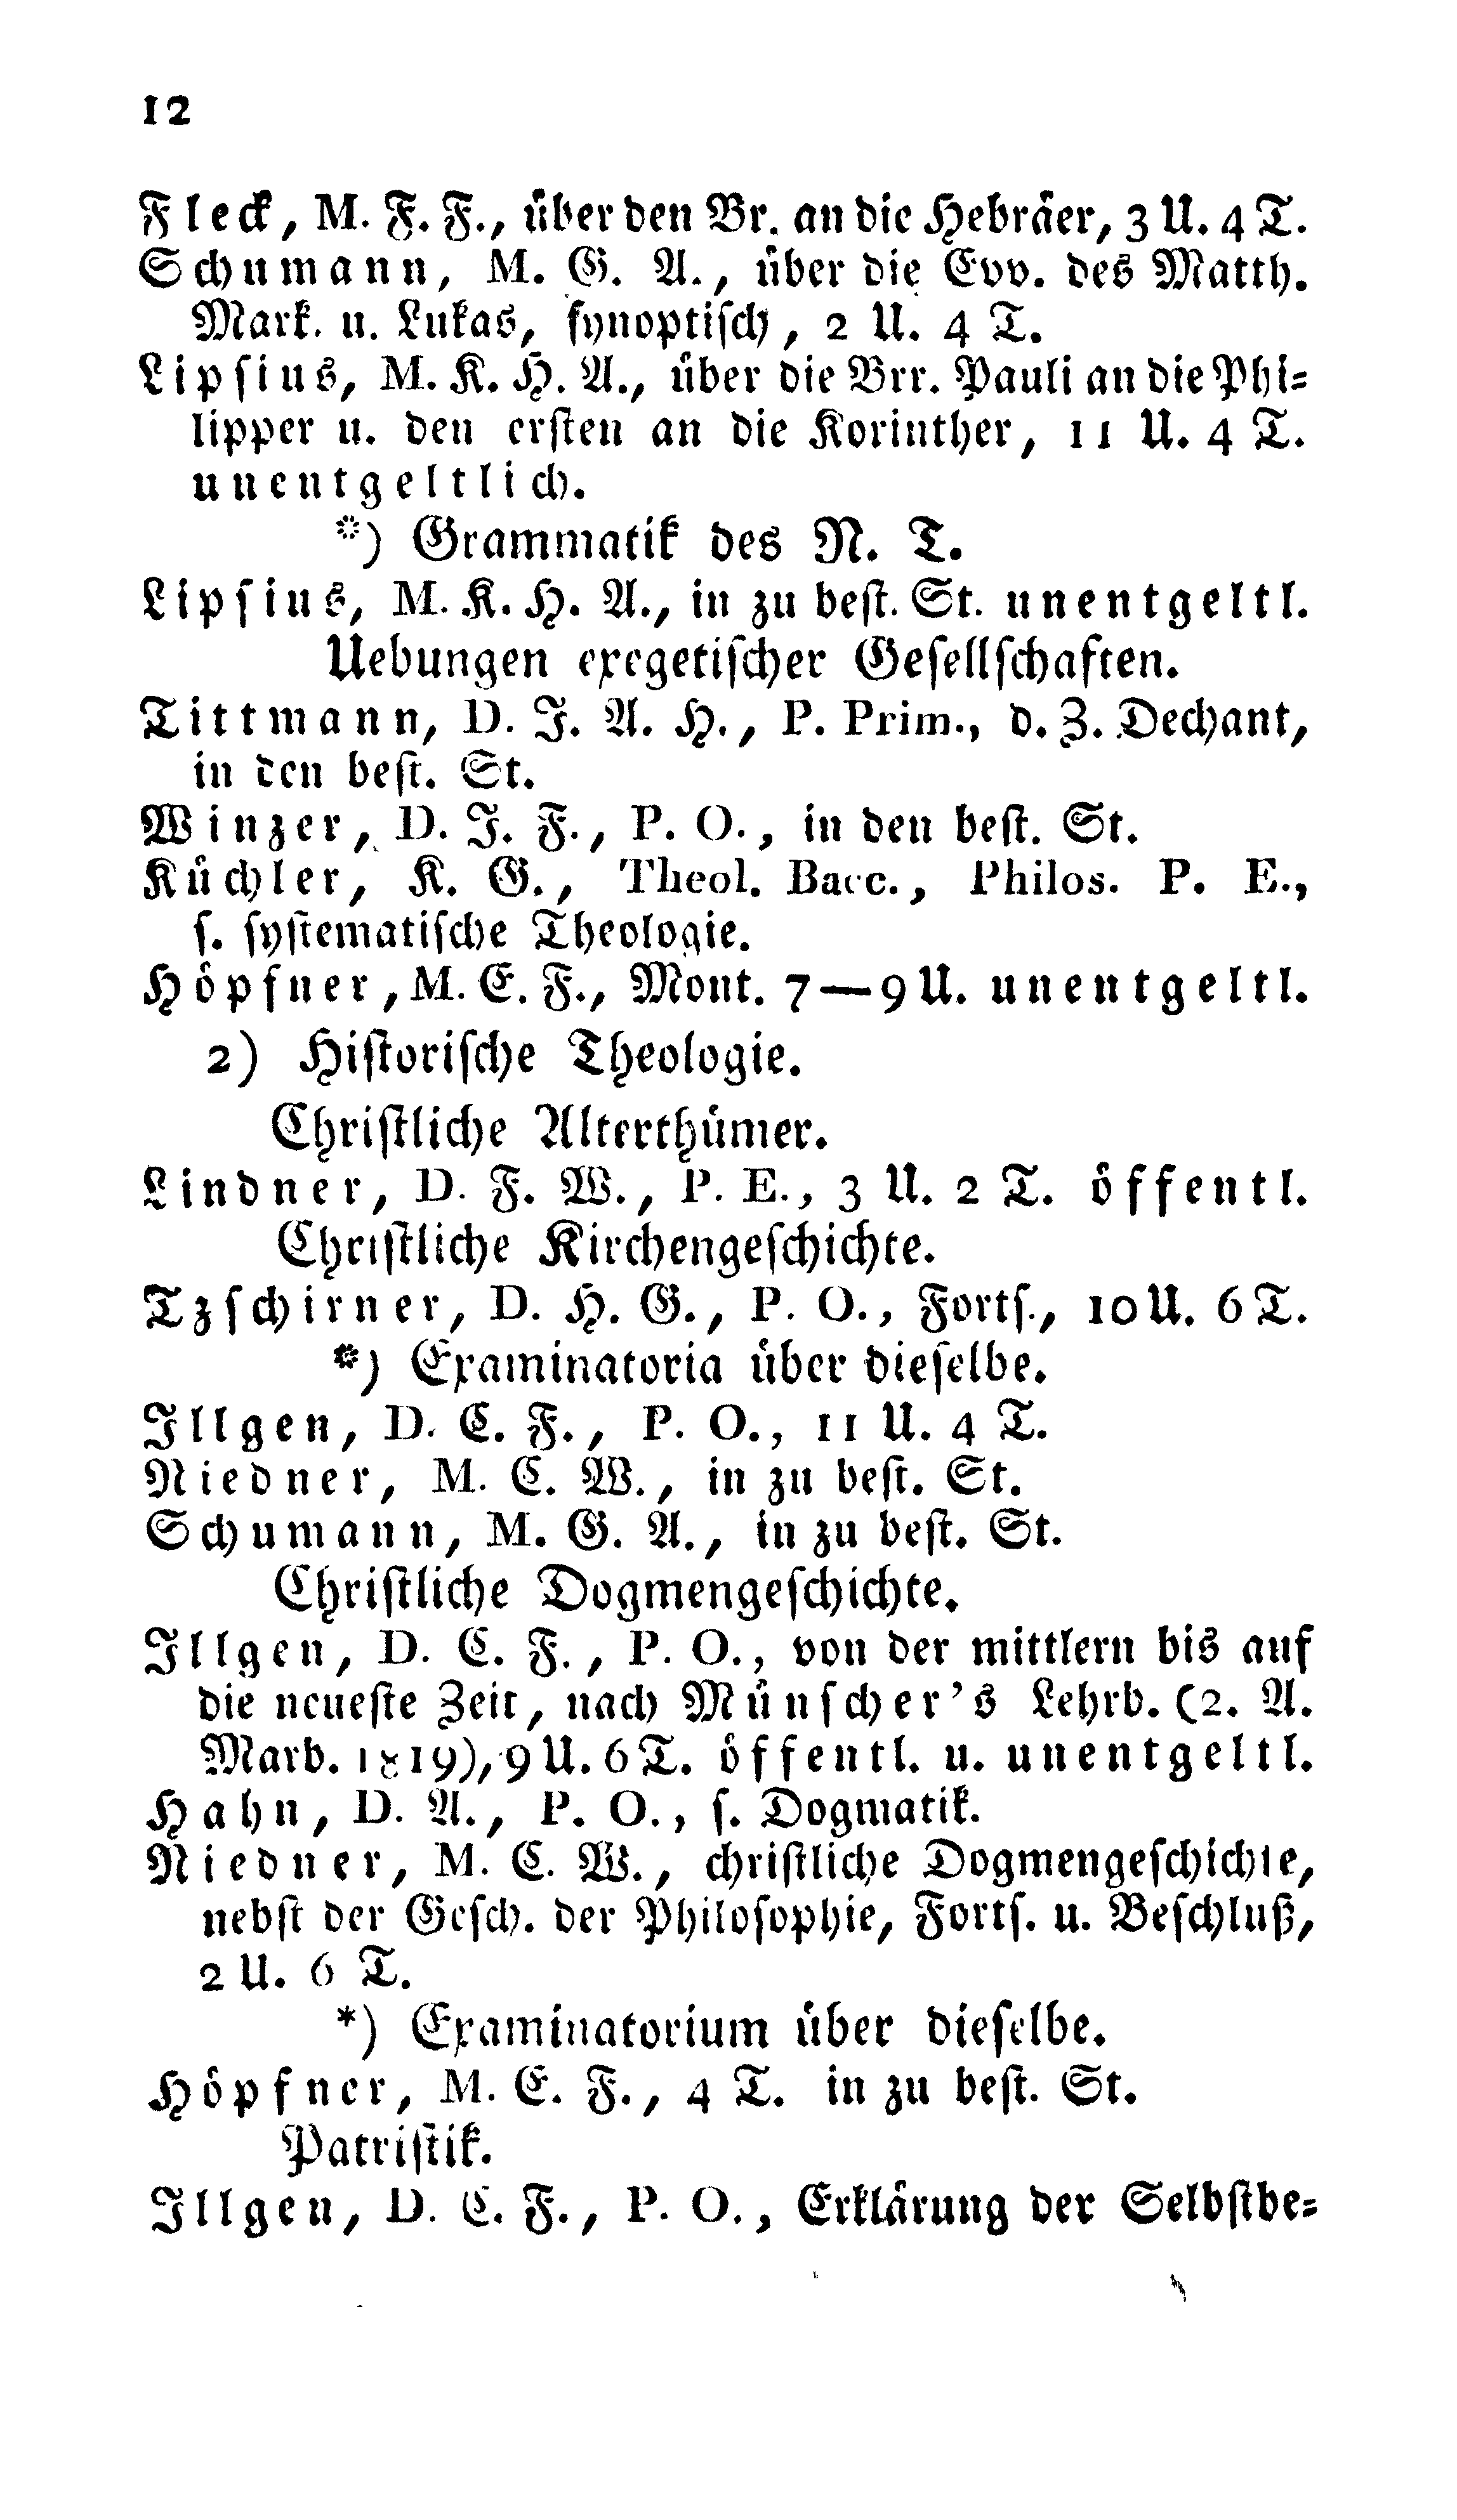 12
Fleck, M. F. F., über den Br. an die Hebräer, 3 U. 4 T.
Schumann, M. G. A., über die Evv. des Matth.
Mark. u. Lukas, synoptisch, 2 U. 4 T.
Lipsius, M. K. H. A., über die Brr. Pauli an die Phi-
lipper u. den ersten an die Korinther, 11 U. 4 T.
unentgeltlich.
*) Grammatik des N. T.
Lipsius, M. K. H. A., in zu best. St. unentgeltl.
Uebungen exegetischer Gesellschaften.
Tittmann, D. J. A. H., P. Prim., d. Z. Dechant,
in den best. St.
Winzer, D. J. F., P. O., in den best. St.
Küchler, K. G., Theol. Bacc., Philos. P. E.,
s. systematische Theologie.
Höpfner, M. E. F., Mont. 7—9 U. unentgeltl.
2) Historische Theologie.
Christliche Alterthümer.
Lindner, D. F. W., P. E., 3 U. 2 T. öffentl.
Christliche Kirchengeschichte.
Tzschirner, D. H. G., P. O., Forts., 10 U. 6 T.
*) Examinatoria über dieselbe.
Illgen, D. C. F., P. O., 11 U. 4 T.
Niedner, M. C. W., in zu best. St.
Schumann, M. G. A., in zu best. St.
Christliche Dogmengeschichte.
Illgen, D. C. F., P. O., von der mittlern bis auf
die neueste Zeit, nach Münscher's Lehrb. (2. A.
Marb. 1819), 9 U. 6 T. öffentl. u. unentgeltl.
Hahn, D. A., P. O., s. Dogmatik.
Niedner, M. C. W., christliche Dogmengeschichte,
nebst der Gesch. der Philosophie, Forts. u. Beschluß,
2 U. 6 T.
*) Examinatorium über dieselbe.
Höpfner, M. E. F., 4 T. in zu best. St.
Patristik.
Illgen, D. C. F., P. O., Erklärung der Selbstbe-